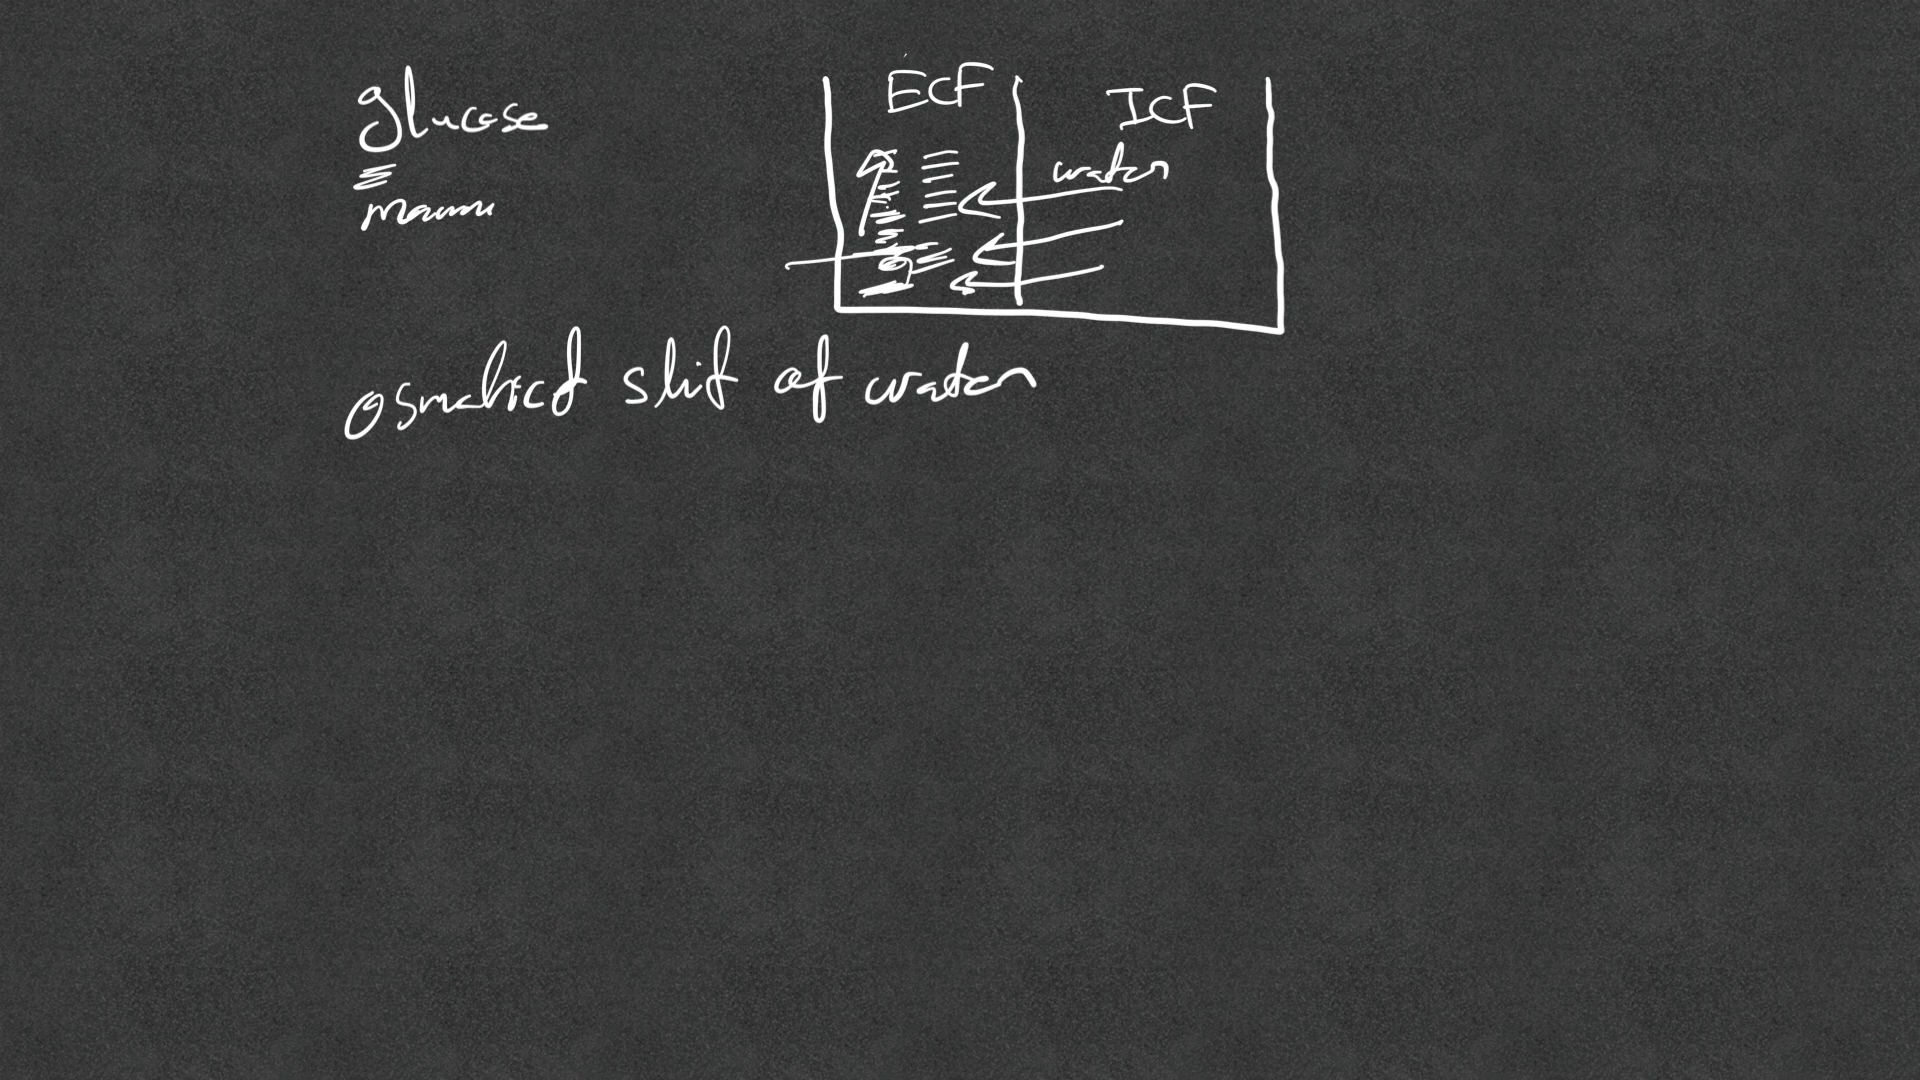 glucose
ECF
ICF
water
osmotic shift of water